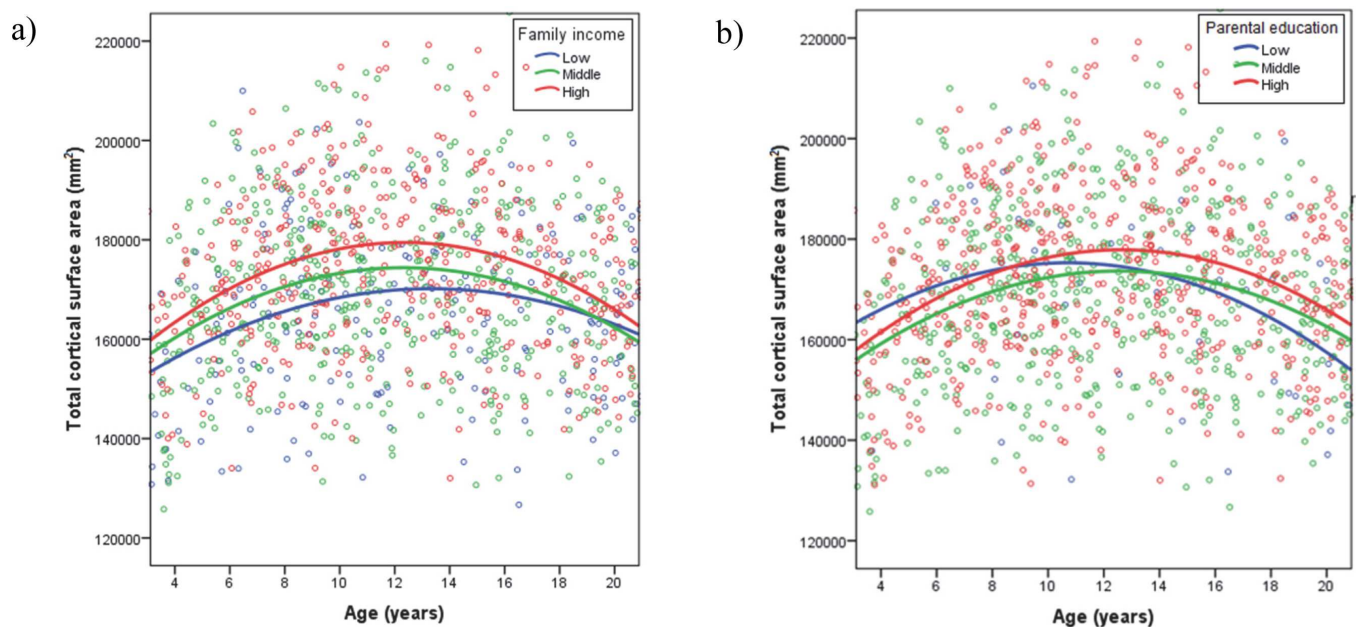 a)
Family income
Low
Middle
High
220000
200000
180000
160000
140000
120000
Total cortical surface area (mm²)
4 6 8 10 12 14 16 18 20
Age (years)
b)
Parental education
Low
Middle
High
220000
200000
180000
160000
140000
120000
Total cortical surface area (mm²)
4 6 8 10 12 14 16 18 20
Age (years)